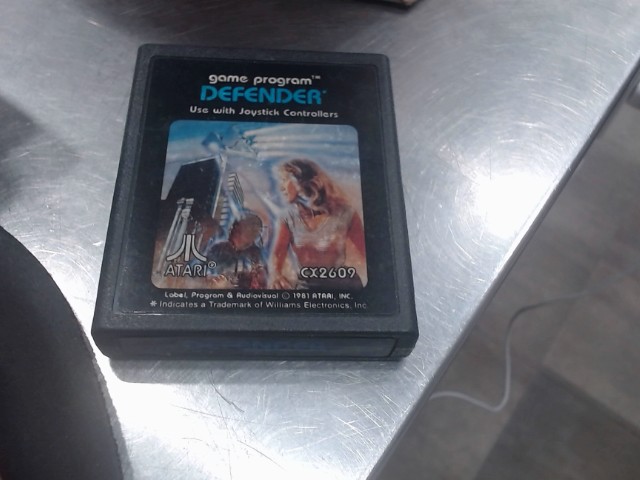 game program™
DEFENDER*
Use with Joystick Controllers
ATARI®
CX2609
Label, Program & Audiovisual Ⓒ 1981 ATARI, INC.
* Indicates a Trademark of Williams Electronics, Inc.